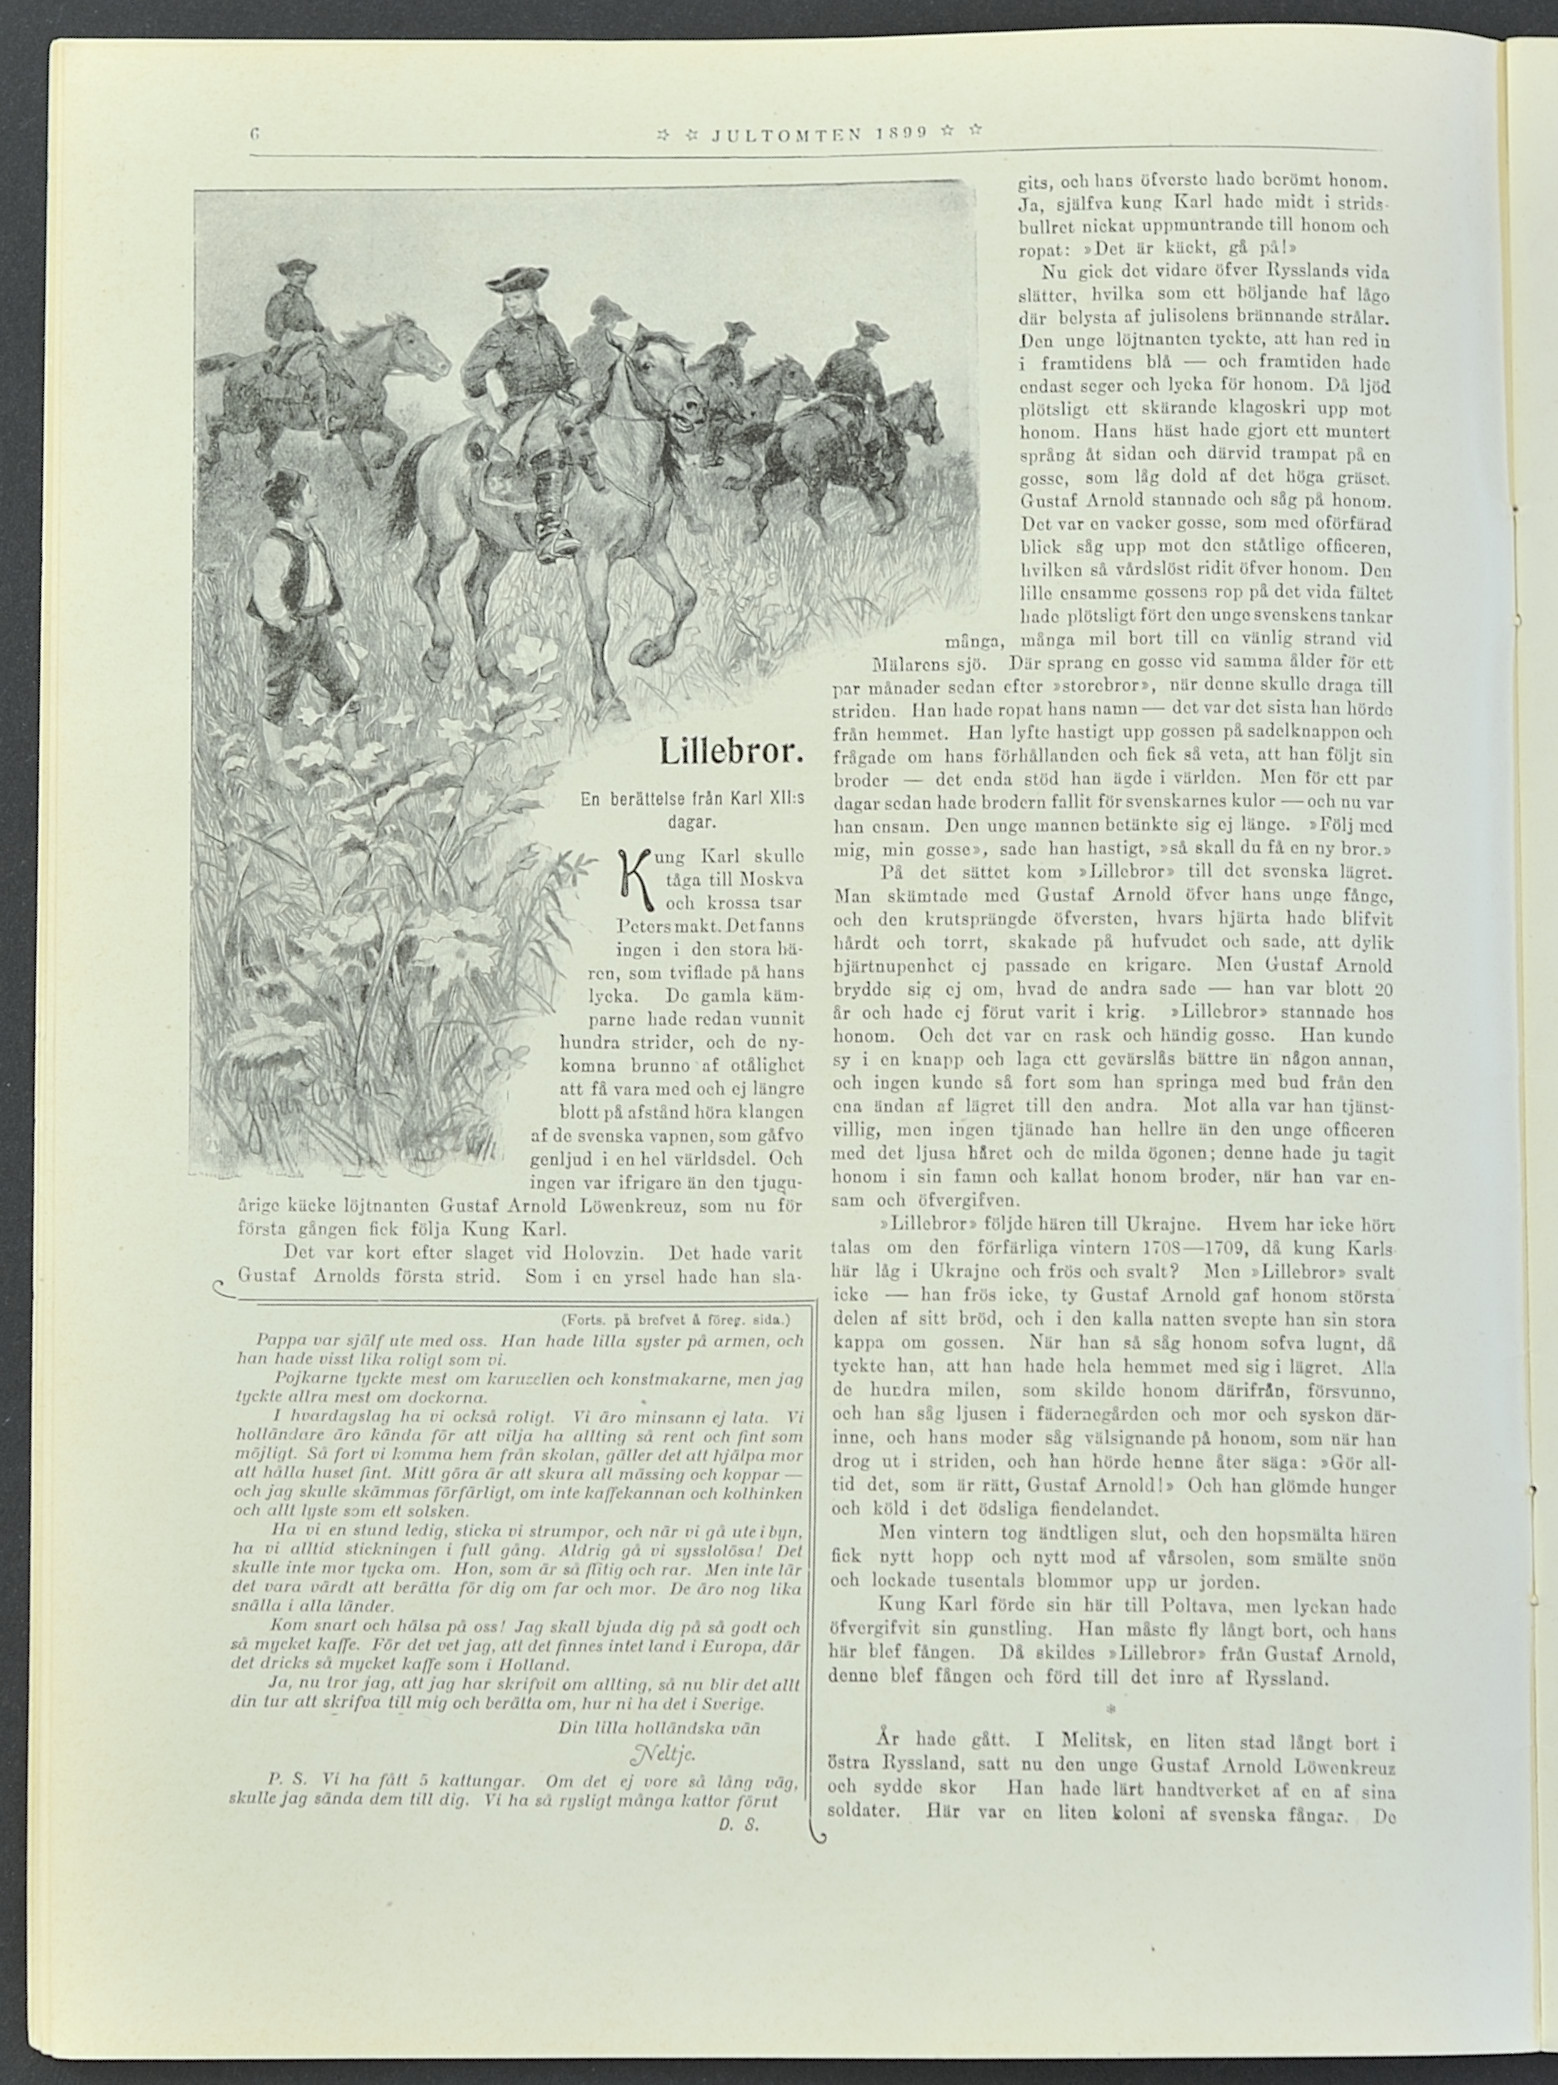 6
JULTOMTEN 1899
Lillebror.
En berättelse från Karl XII:s
dagar.
Kung Karl skulle
tåga till Moskva
och krossa tsar
Peters makt. Det fanns
ingen i den stora hä-
ren, som tviflade på hans
lycka. De gamla käm-
parne hade redan vunnit
hundra strider, och de ny-
komna brunno af otålighet
att få vara med och ej längre
blott på afstånd höra klangen
af de svenska vapnen, som gåfvo
genljud i en hel världsdel. Och
ingen var ifrigare än den tjugu-
årige käcke löjtnanten Gustaf Arnold Löwenkreuz, som nu för
första gången fick följa Kung Karl.
Det var kort efter slaget vid Holovzin. Det hade varit
Gustaf Arnolds första strid. Som i en yrsel hade han sla-
gits, och hans öfverste hade berömt honom.
Ja, själfva kung Karl hade midt i strids-
bullret nickat uppmuntrande till honom och
ropat: »Det är käckt, gå på!»
Nu gick det vidare öfver Rysslands vida
slätter, hvilka som ett böljande haf lågo
där belysta af julisolens brännande strålar.
Den unge löjtnanten tyckte, att han red in
i framtidens blå — och framtiden hade
endast seger och lycka för honom. Då ljöd
plötsligt ett skärande klagoskri upp mot
honom. Hans häst hade gjort ett muntert
språng åt sidan och därvid trampat på en
gosse, som låg dold af det höga gräset.
Gustaf Arnold stannade och såg på honom.
Det var en vacker gosse, som med oförfärad
blick såg upp mot den ståtlige officeren,
hvilken så vårdslöst ridit öfver honom. Den
lille ensamme gossens rop på det vida fältet
hade plötsligt fört den unge svenskens tankar
många, många mil bort till en vänlig strand vid
Mälarens sjö. Där sprang en gosse vid samma ålder för ett
par månader sedan efter »storebror», när denne skulle draga till
striden. Han hade ropat hans namn — det var det sista han hörde
från hemmet. Han lyfte hastigt upp gossen på sadelknappen och
frågade om hans förhållanden och fick så veta, att han följt sin
broder — det enda stöd han ägde i världen. Men för ett par
dagar sedan hade brodern fallit för svenskarnes kulor — och nu var
han ensam. Den unge mannen betänkte sig ej länge. »Följ med
mig, min gosse», sade han hastigt, »så skall du få en ny bror.»
På det sättet kom »Lillebror» till det svenska lägret.
Man skämtade med Gustaf Arnold öfver hans unge fånge,
och den krutsprängde öfversten, hvars hjärta hade blifvit
hårdt och torrt, skakade på hufvudet och sade, att dylik
hjärtnupenhet ej passade en krigare. Men Gustaf Arnold
brydde sig ej om, hvad de andra sade — han var blott 20
år och hade ej förut varit i krig. »Lillebror» stannade hos
honom. Och det var en rask och händig gosse. Han kunde
sy i en knapp och laga ett gevärslås bättre än någon annan,
och ingen kunde så fort som han springa med bud från den
ena ändan af lägret till den andra. Mot alla var han tjänst-
villig, men ingen tjänade han hellre än den unge officeren
med det ljusa håret och de milda ögonen; denne hade ju tagit
honom i sin famn och kallat honom broder, när han var en-
sam och öfvergifven.
»Lillebror» följde hären till Ukrajne. Hvem har icke hört
talas om den förfärliga vintern 1708—1709, då kung Karls
här låg i Ukrajne och frös och svalt? Men »Lillebror» svalt
icke — han frös icke, ty Gustaf Arnold gaf honom största
delen af sitt bröd, och i den kalla natten svepte han sin stora
kappa om gossen. När han så såg honom sofva lugnt, då
tyckte han, att han hade hela hemmet med sig i lägret. Alla
de hundra milen, som skilde honom därifrån, försvunno,
och han såg ljusen i fädernegården och mor och syskon där-
inne, och hans moder såg välsignande på honom, som när han
drog ut i striden, och han hörde henne åter säga: »Gör all-
tid det, som är rätt, Gustaf Arnold!» Och han glömde hunger
och köld i det ödsliga fiendelandet.
Men vintern tog ändtligen slut, och den hopsmälta hären
fick nytt hopp och nytt mod af vårsolen, som smälte snön
och lockade tusentals blommor upp ur jorden.
Kung Karl förde sin här till Poltava, men lyckan hade
öfvergifvit sin gunstling. Han måste fly långt bort, och hans
här blef fången. Då skildes »Lillebror» från Gustaf Arnold,
denne blef fången och förd till det inre af Ryssland.
*
År hade gått. I Melitsk, en liten stad långt bort i
östra Ryssland, satt nu den unge Gustaf Arnold Löwenkreuz
och sydde skor Han hade lärt handtverket af en af sina
soldater. Här var en liten koloni af svenska fångar. De
(Forts. på brefvet å föreg. sida.)
Pappa var själf ute med oss. Han hade lilla syster på armen, och
han hade visst lika roligt som vi.
Pojkarne tyckte mest om karuzellen och konstmakarne, men jag
tyckte allra mest om dockorna.
I hvardagslag ha vi också roligt. Vi äro minsann ej lata. Vi
holländare äro kända för att vilja ha allting så rent och fint som
möjligt. Så fort vi komma hem från skolan, gäller det att hjälpa mor
att hålla huset fint. Mitt göra är att skura all mässing och koppar —
och jag skulle skämmas förfärligt, om inte kaffekannan och kolhinken
och allt lyste som ett solsken.
Ha vi en stund ledig, sticka vi strumpor, och när vi gå ute i byn,
ha vi alltid stickningen i full gång. Aldrig gå vi sysslolösa! Det
skulle inte mor tycka om. Hon, som är så flitig och rar. Men inte lär
det vara värdt att berätta för dig om far och mor. De äro nog lika
snälla i alla länder.
Kom snart och hälsa på oss! Jag skall bjuda dig på så godt och
så mycket kaffe. För det vet jag, att det finnes intet land i Europa, där
det dricks så mycket kaffe som i Holland.
Ja, nu tror jag, att jag har skrifvit om allting, så nu blir det allt
din tur att skrifva till mig och berätta om, hur ni ha det i Sverige.
Din lilla holländska vän
Neltje.
P. S. Vi ha fått 5 kattungar. Om det ej vore så lång väg,
skulle jag sända dem till dig. Vi ha så rysligt många kattor förut
D. S.